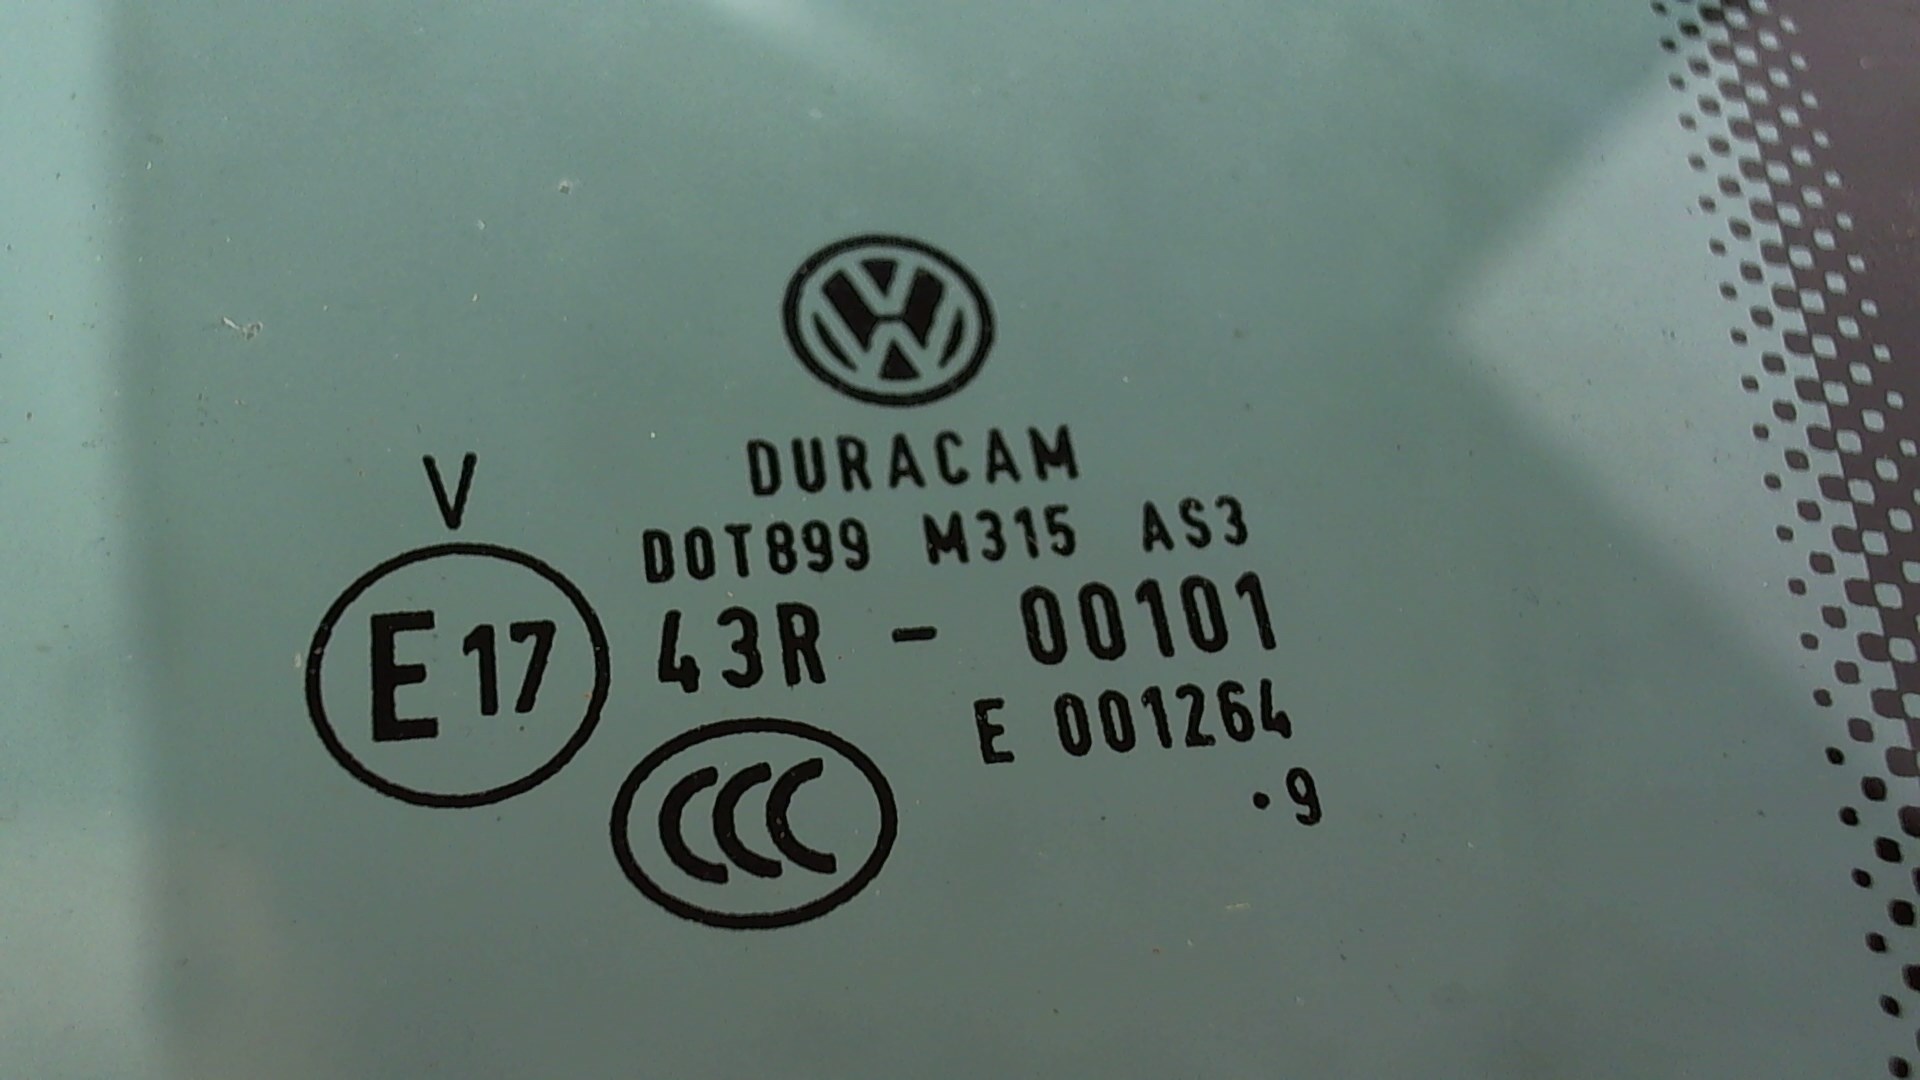 DURACAM
V
DOT899 M315 AS3
E17
43R - 00101
E 001264
CCC
.9